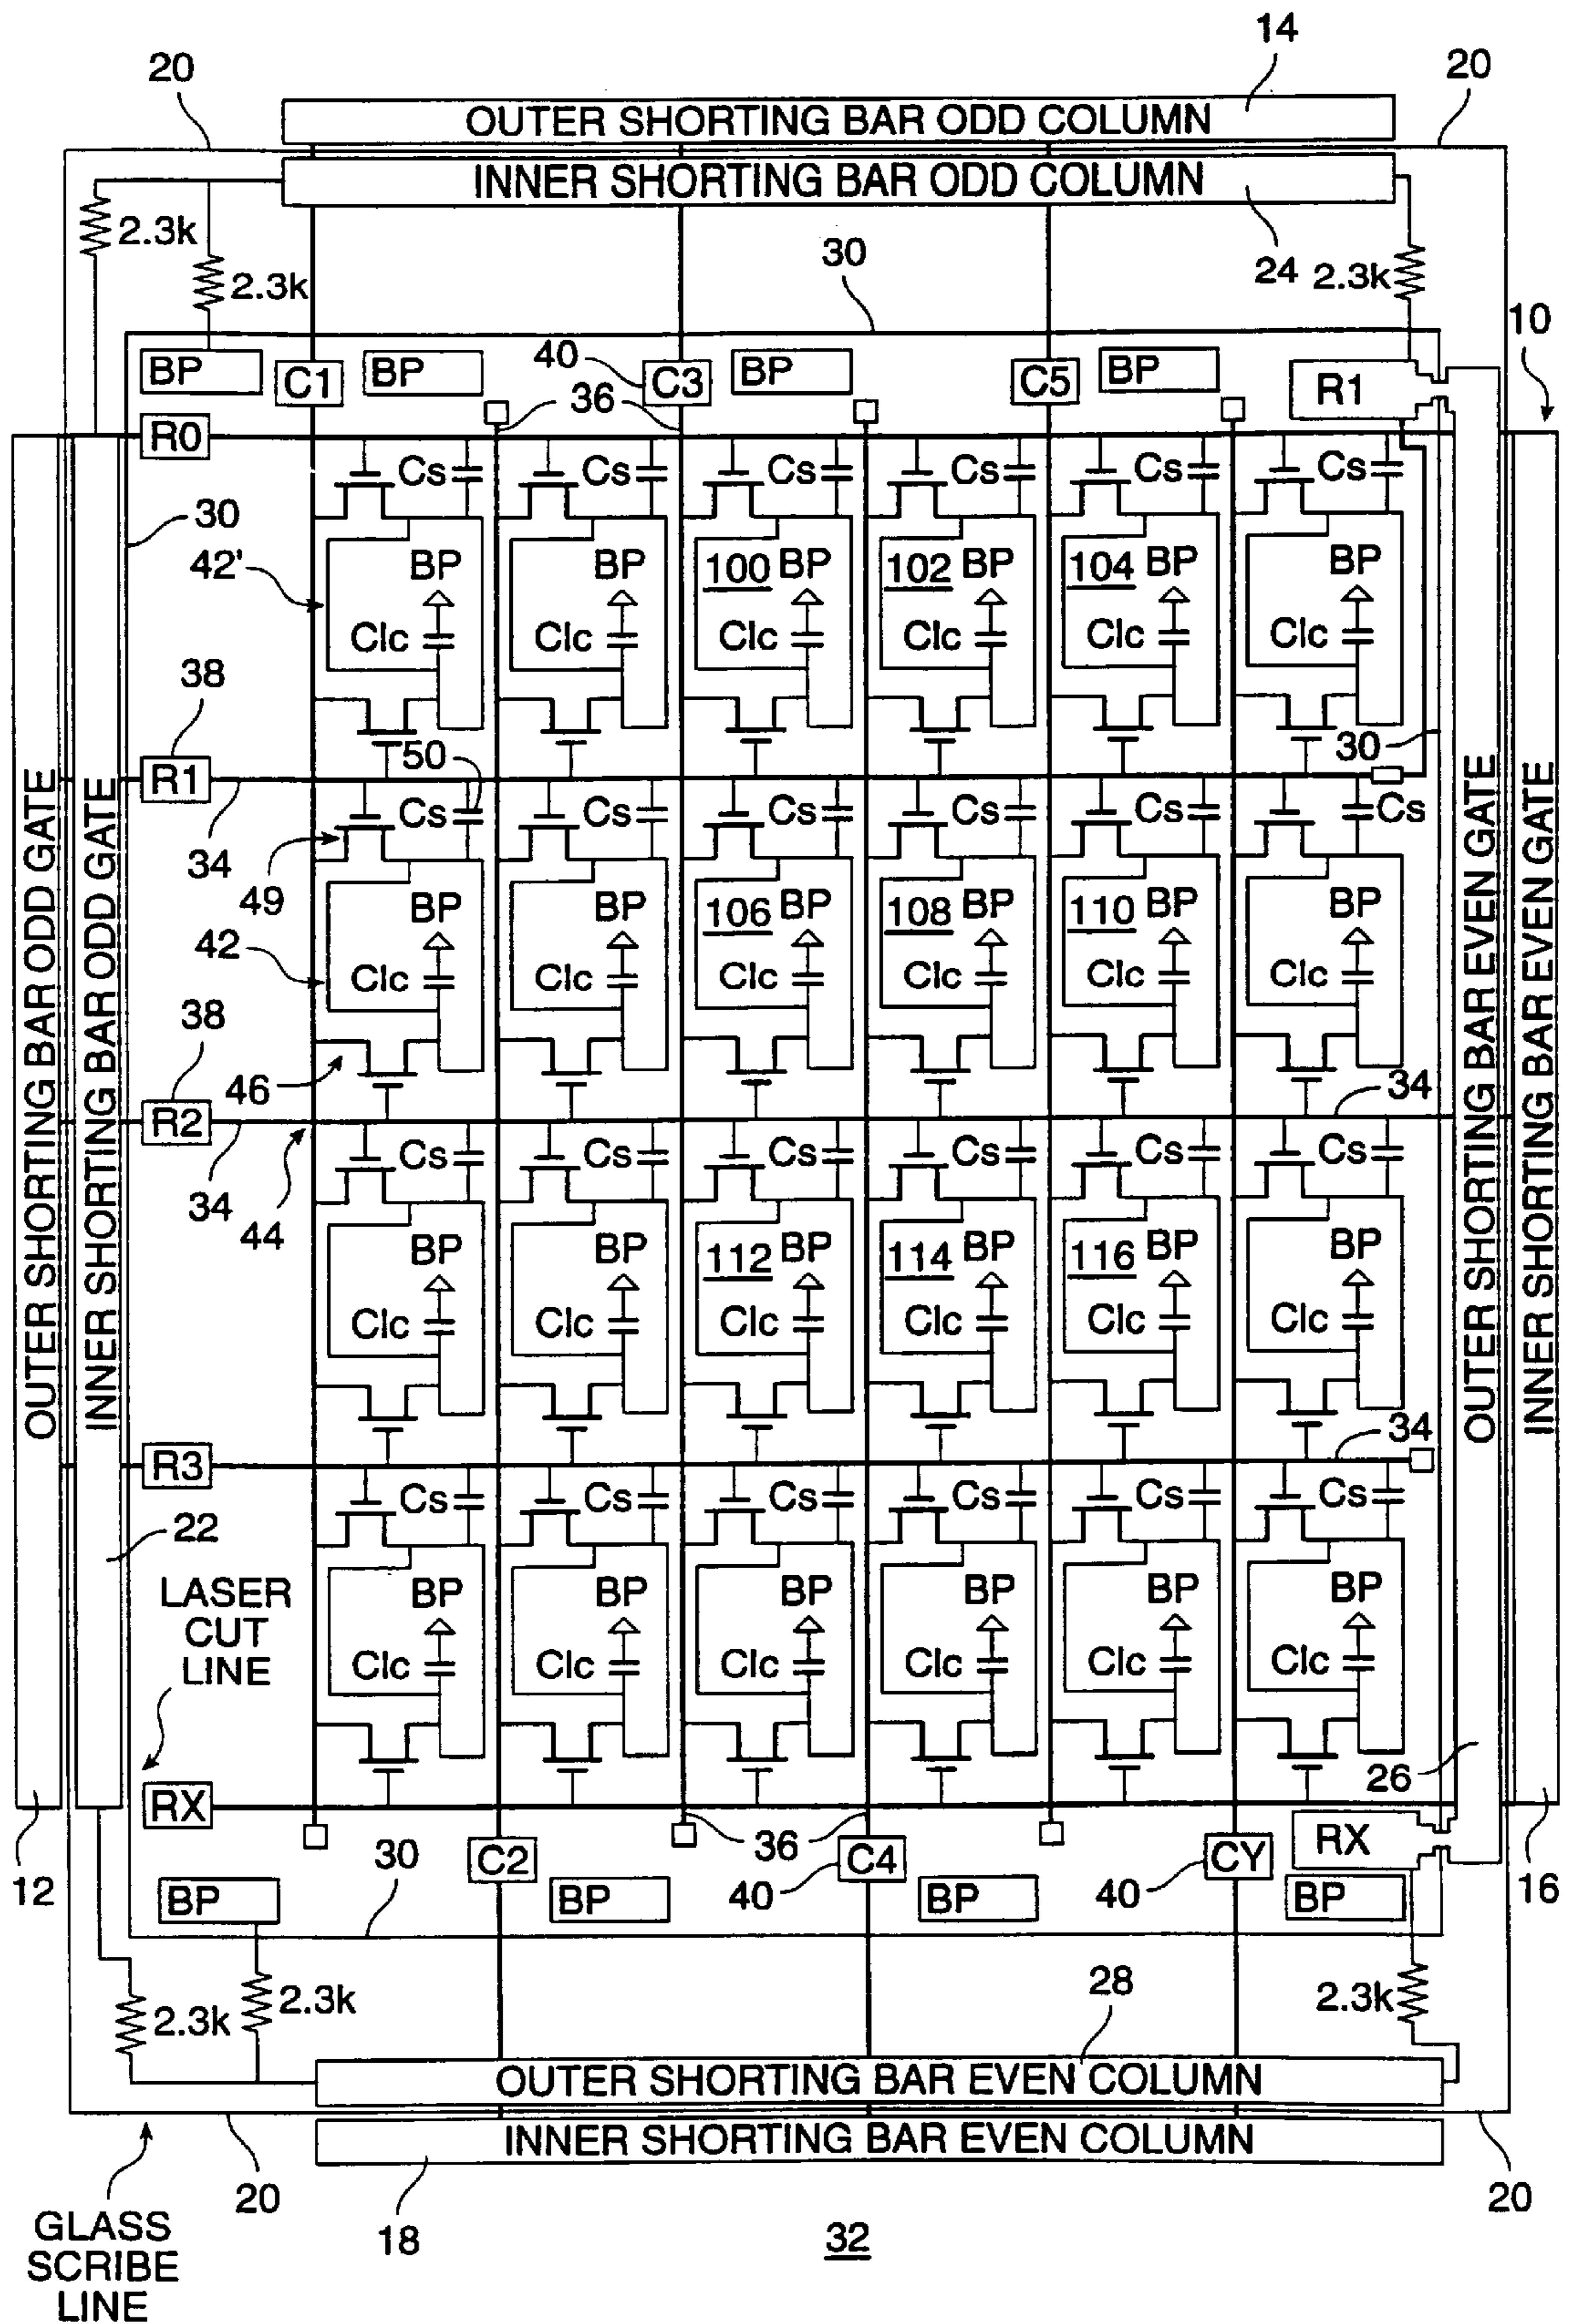 14
20
20
OUTER SHORTING BAR ODD COLUMN
INNER SHORTING BAR ODD COLUMN
2.3k
2.3k
30
24
2.3k
10
BP
C1
BP
40
C3
BP
C5
BP
R1
36
R0
Cs
Cs
Cs
Cs
Cs
Cs
30
42'
BP
BP
100 BP
102 BP
104 BP
BP
Clc
Clc
Clc
Clc
Clc
Clc
38
50
30
R1
Cs
Cs
Cs
Cs
Cs
Cs
34
49
BP
BP
106 BP
108 BP
110 BP
BP
42
Clc
Clc
Clc
Clc
Clc
Clc
38
46
34
R2
Cs
Cs
Cs
Cs
Cs
Cs
34
44
BP
BP
112 BP
114 BP
116 BP
BP
Clc
Clc
Clc
Clc
Clc
Clc
34
R3
Cs
Cs
Cs
Cs
Cs
Cs
22
BP
BP
BP
BP
BP
BP
LASER
CUT
LINE
Clc
Clc
Clc
Clc
Clc
Clc
26
RX
RX
OUTER SHORTING BAR ODD GATE
INNER SHORTING BAR ODD GATE
OUTER SHORTING BAR EVEN GATE
INNER SHORTING BAR EVEN GATE
12
30
C2
36
C4
CY
16
BP
BP
40
BP
40
BP
2.3k
2.3k
28
2.3k
OUTER SHORTING BAR EVEN COLUMN
INNER SHORTING BAR EVEN COLUMN
20
18
20
GLASS
SCRIBE
LINE
32